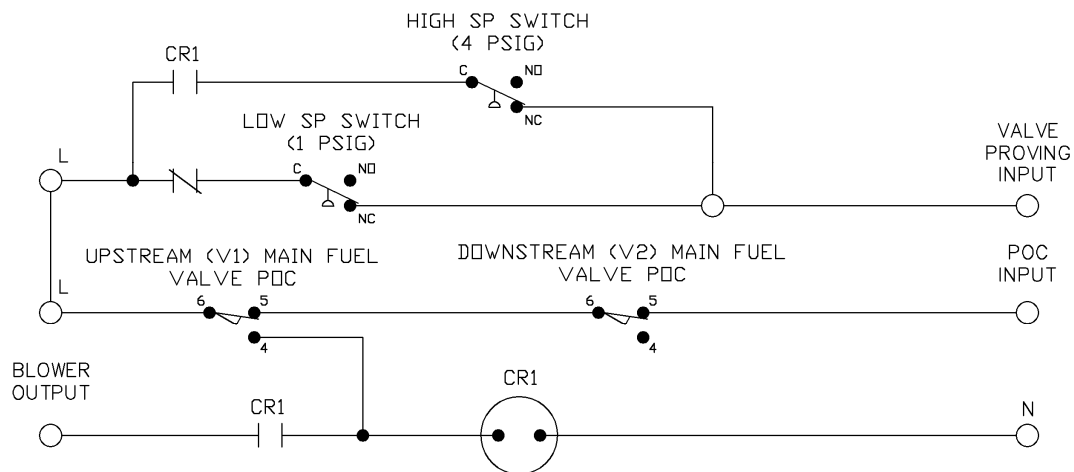 HIGH SP SWITCH
(4 PSIG)
CR1
C
NO
NC
LOW SP SWITCH
(1 PSIG)
C
NO
NC
L
VALVE
PROVING
INPUT
UPSTREAM (V1) MAIN FUEL
VALVE POC
DOWNSTREAM (V2) MAIN FUEL
VALVE POC
POC
INPUT
L
6
5
4
6
5
4
BLOWER
OUTPUT
CR1
CR1
N